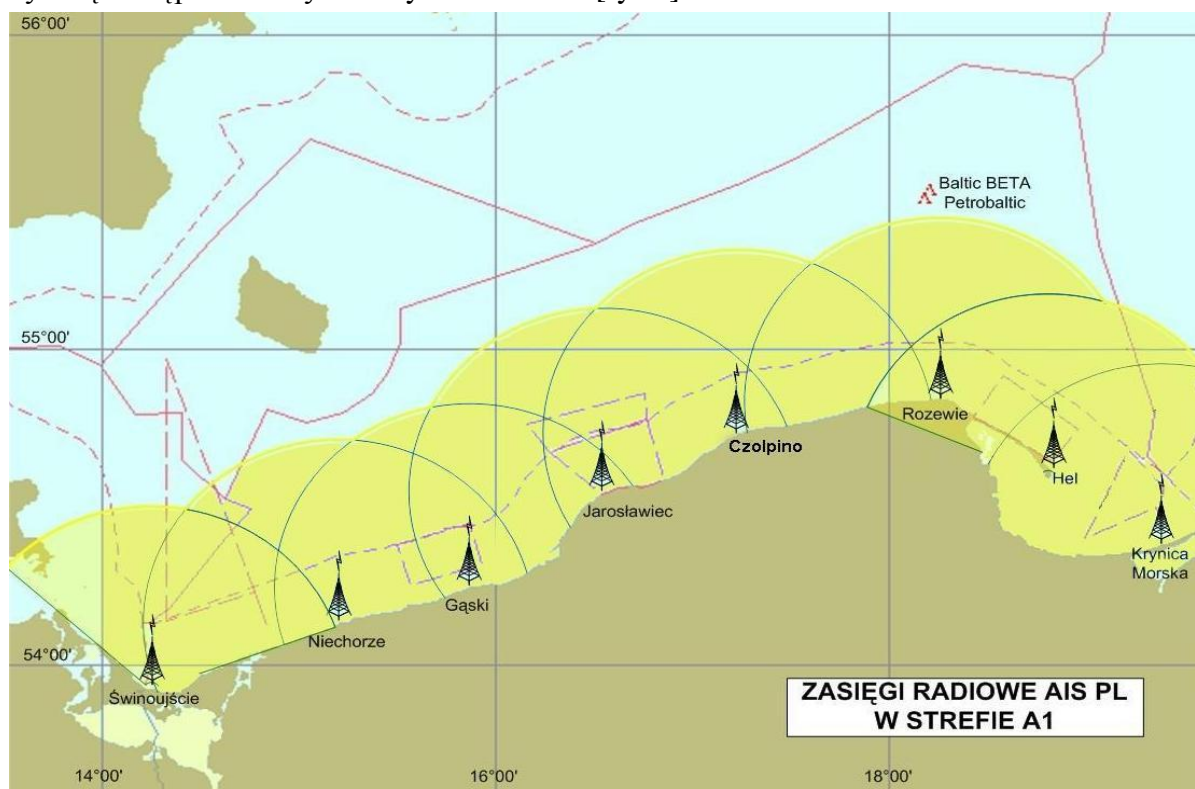 56°00'
Baltic BETA
Petrobaltic
55°00'
Rozewie
Czolpino
Hel
Jarosławiec
Krynica
Morska
Gąski
Niechorze
54°00'
Świnoujście
ZASIĘGI RADIOWE AIS PL
W STREFIE A1
14°00'
16°00'
18°00'